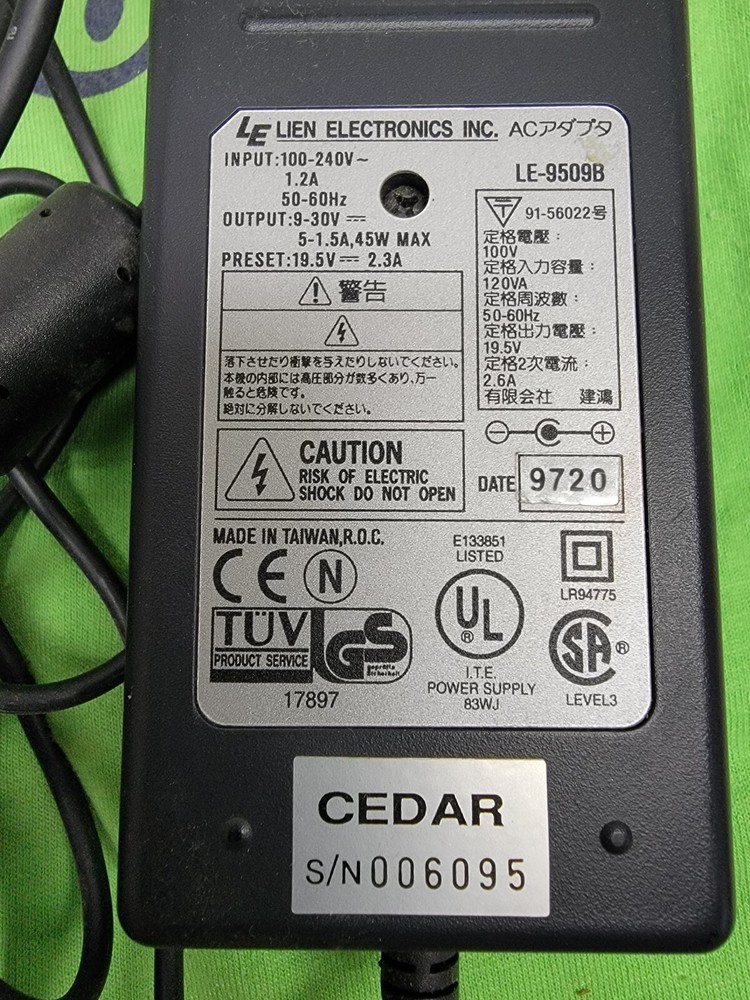 LE LIEN ELECTRONICS INC. ACアダプタ
INPUT:100-240V~
1.2A
50-60Hz
OUTPUT:9-30V ⎓
5-1.5A,45W MAX
PRESET:19.5V ⎓ 2.3A
LE-9509B
T 91-56022号
定格電壓：
100V
定格入力容量：
120VA
定格周波數：
50-60Hz
定格出力電壓：
19.5V
定格2次電流：
2.6A
有限会社 建鴻
警告
落下させたり衝撃を与えたりしないでください。
本機の内部には高圧部分が数多くあり、万一
触ると危険です。
絶対に分解しないでください。
CAUTION
RISK OF ELECTRIC
SHOCK DO NOT OPEN
DATE 9720
MADE IN TAIWAN,R.O.C.
CE N
TÜV
PRODUCT SERVICE
GS
geprüfte
Sicherheit
17897
E133851
LISTED
UL ®
I.T.E.
POWER SUPPLY
83WJ
LR94775
SA ®
LEVEL3
CEDAR
S/N006095